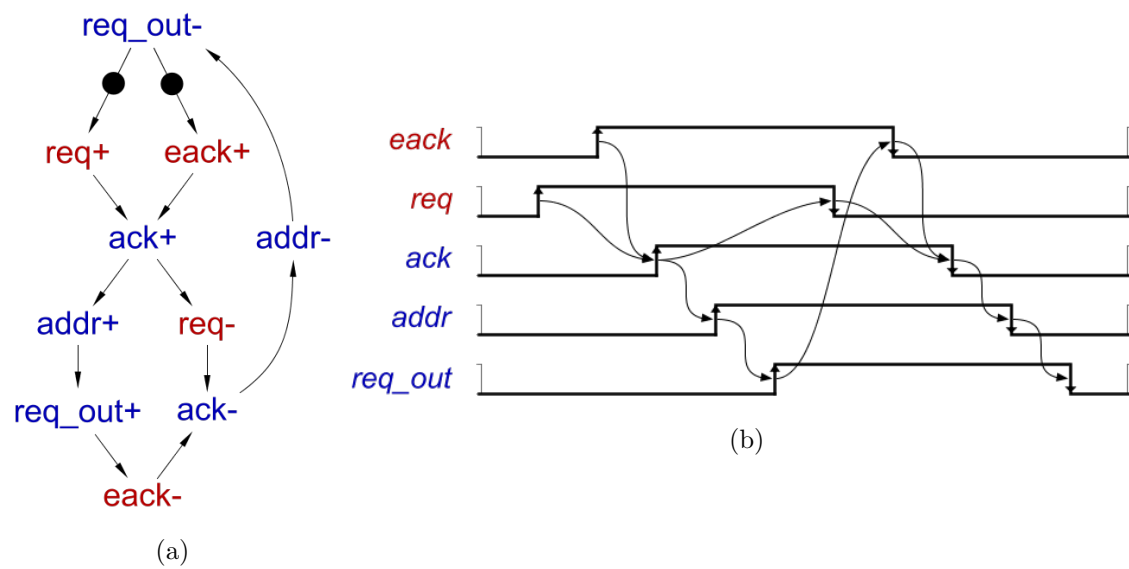 req_out-
req+
eack+
ack+
addr-
addr+
req-
req_out+
ack-
eack-
(a)
eack
req
ack
addr
req_out
(b)